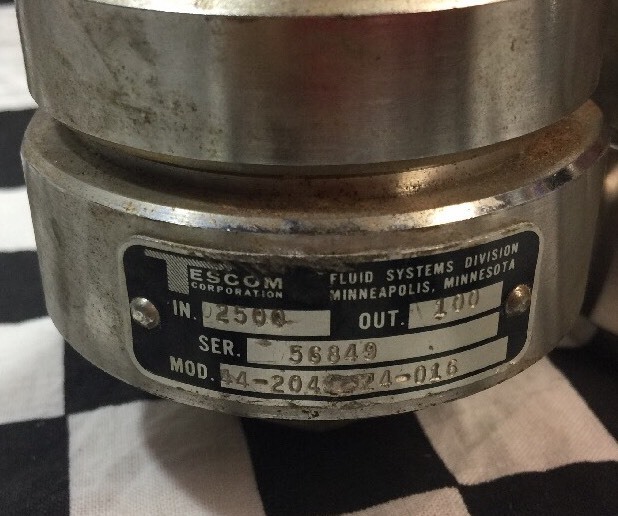 TESCOM
CORPORATION
FLUID SYSTEMS DIVISION
MINNEAPOLIS, MINNESOTA
IN. 2500 OUT. 100
SER. 56849
MOD.